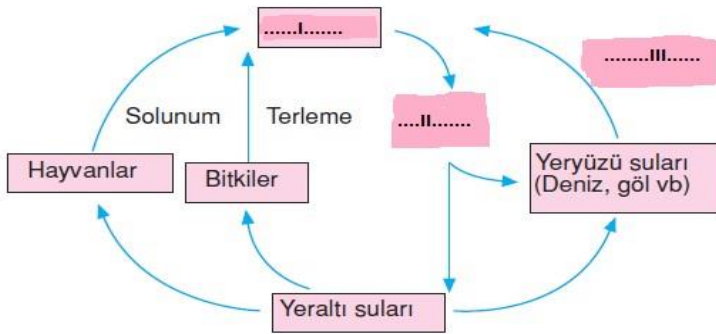 ......I.......
........III......
....II.......
Solunum
Terleme
Hayvanlar
Bitkiler
Yeryüzü suları
(Deniz, göl vb)
Yeraltı suları